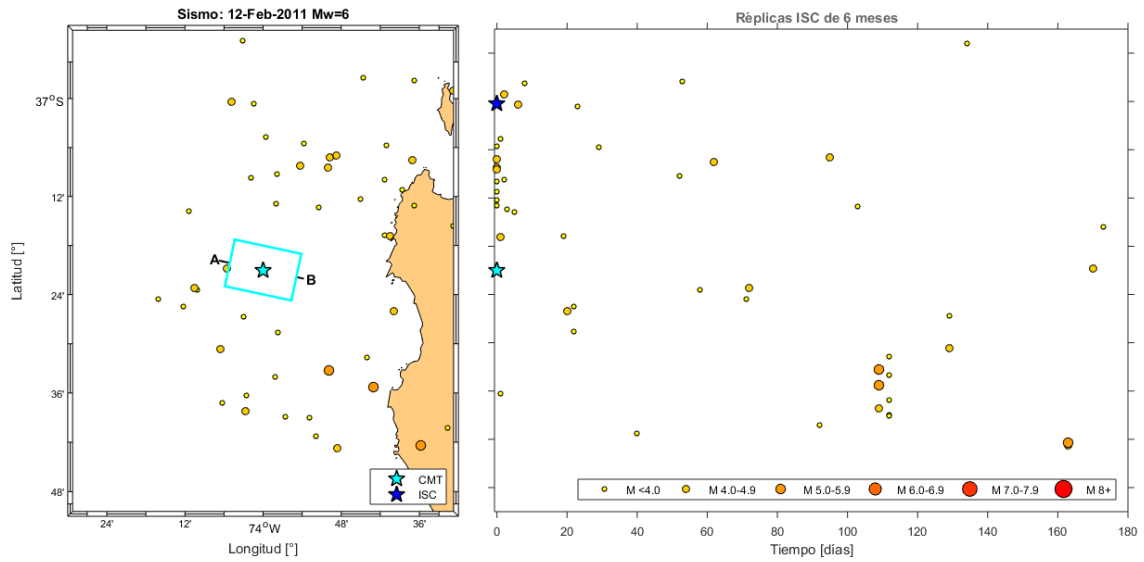 Sismo: 12-Feb-2011 Mw=6
37°S
12'
24'
36'
48'
Latitud [°]
A
B
CMT
ISC
24'
12'
74°W
48'
36'
Longitud [°]
Réplicas ISC de 6 meses
M <4.0
M 4.0-4.9
M 5.0-5.9
M 6.0-6.9
M 7.0-7.9
M 8+
0
20
40
60
80
100
120
140
160
180
Tiempo [días]